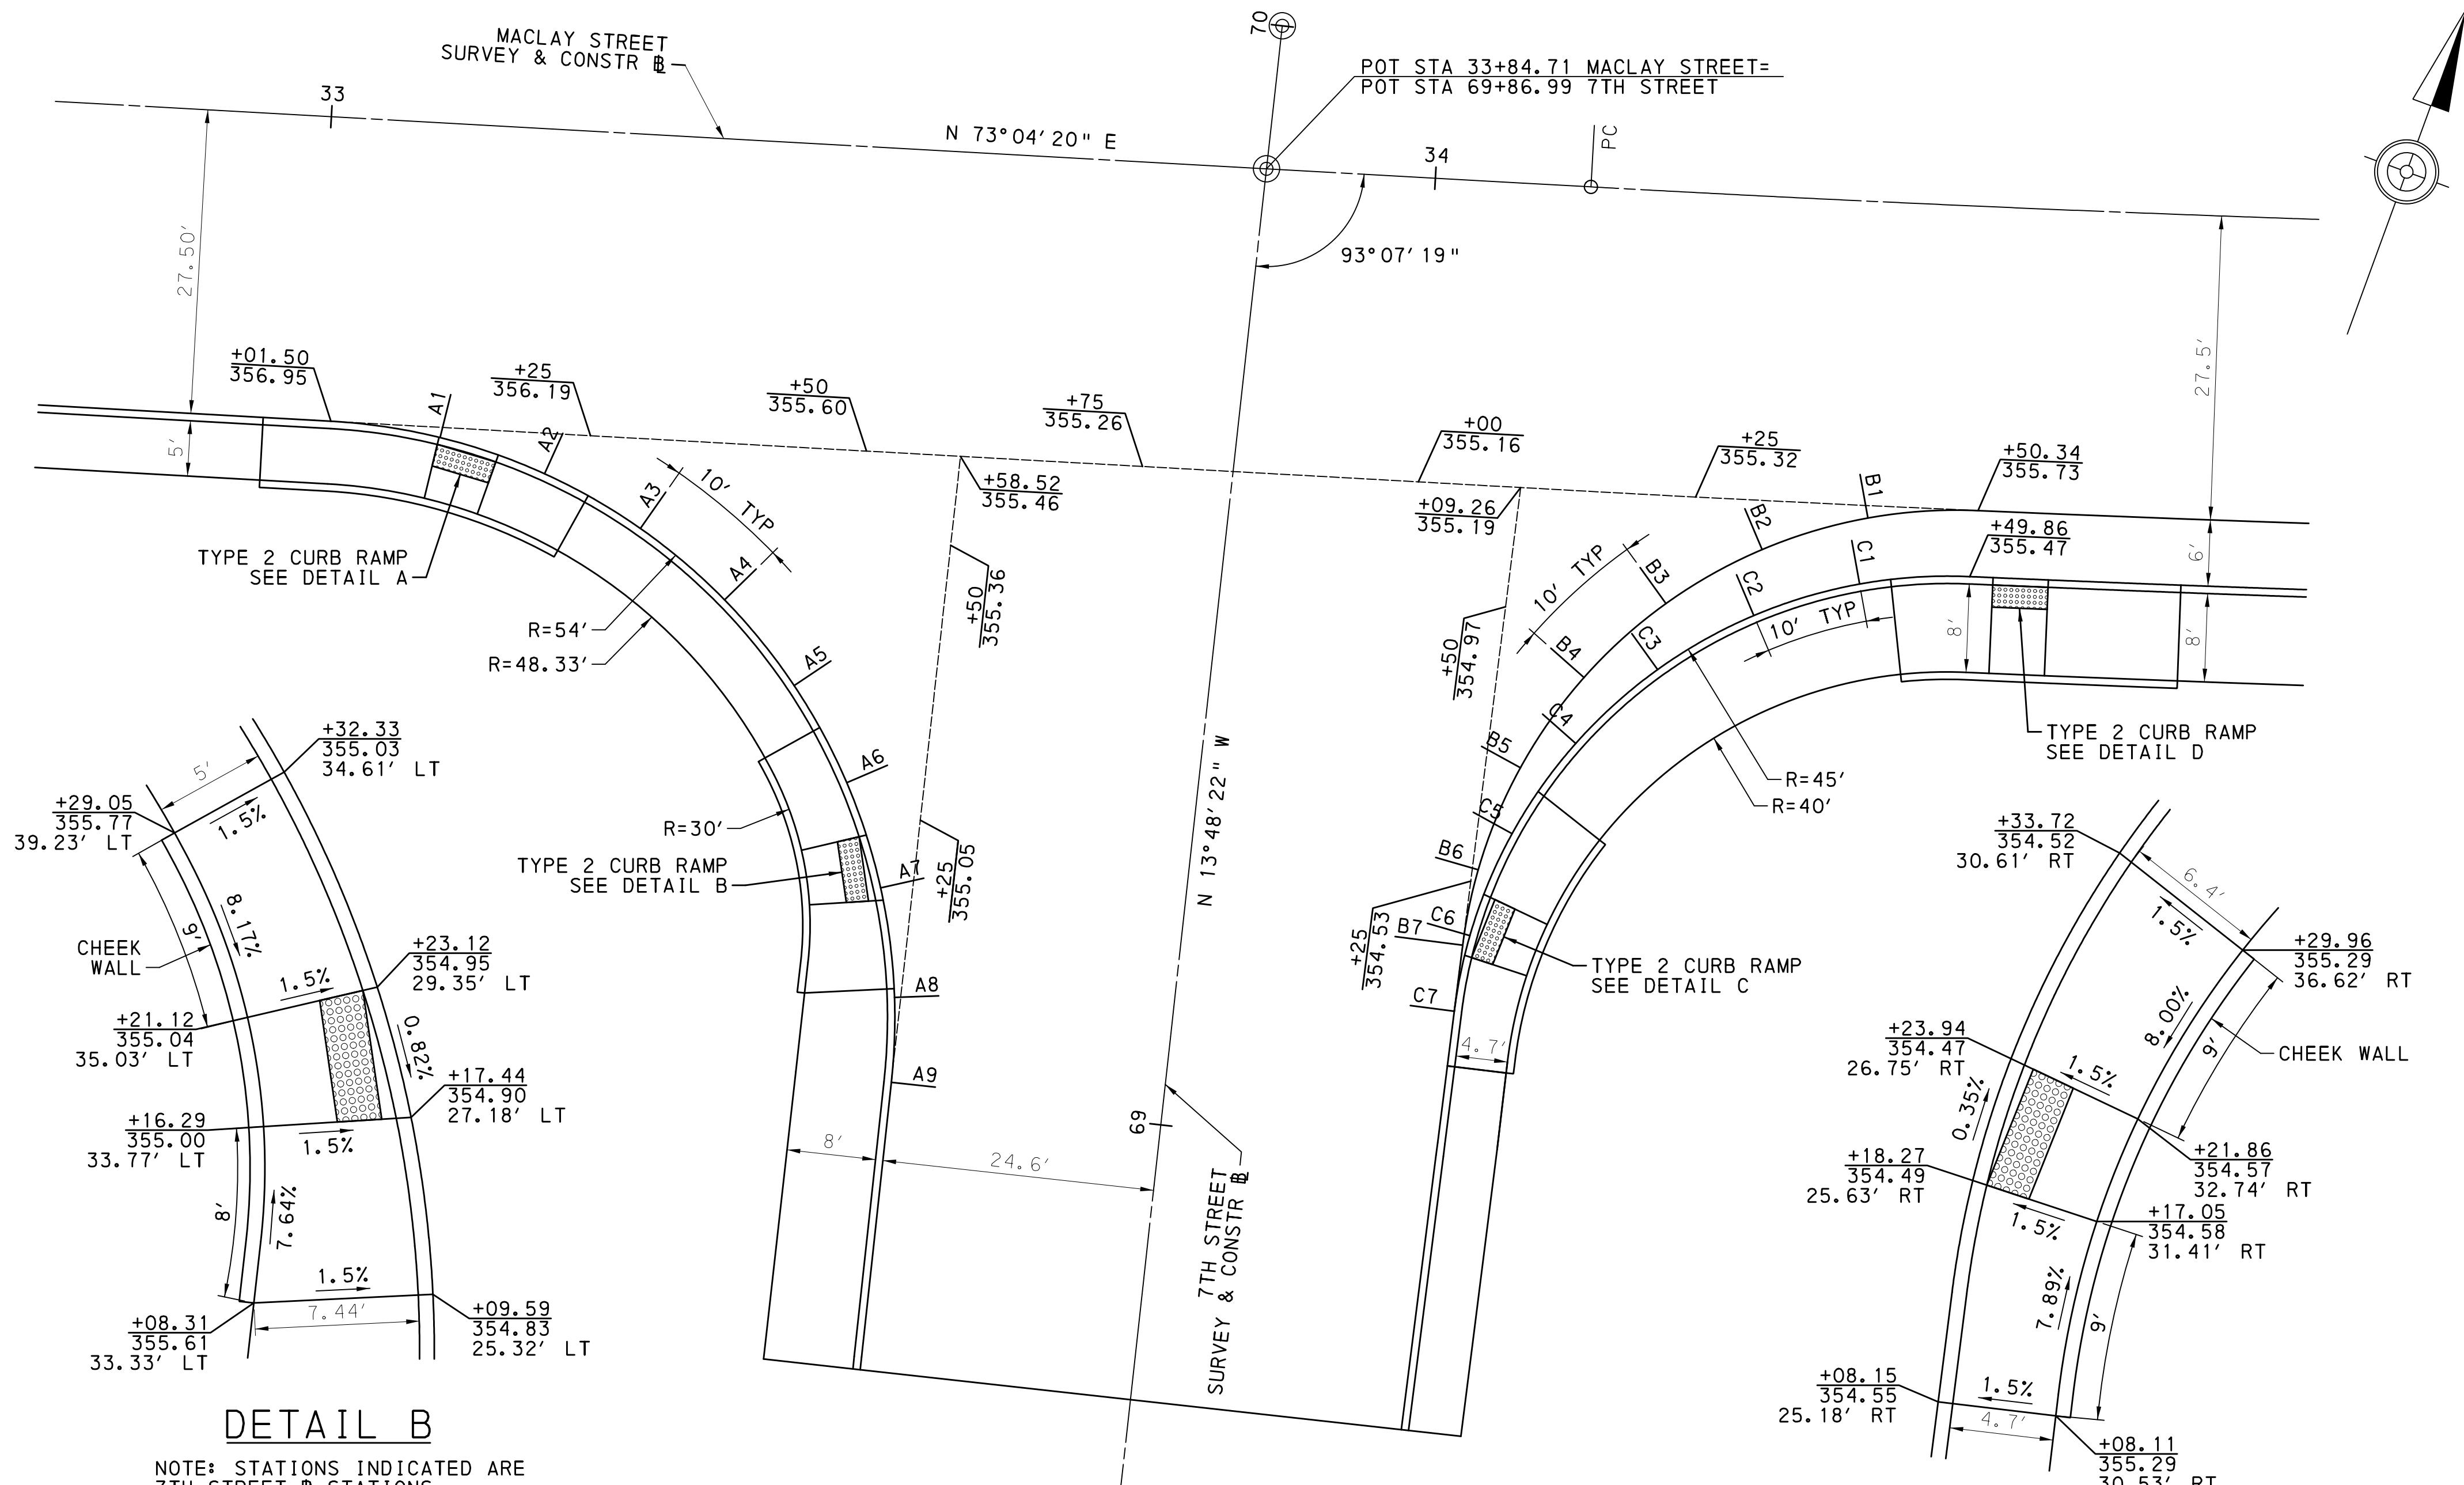 MACLAY STREET
SURVEY & CONSTR BL
70
POT STA 33+84.71 MACLAY STREET=
POT STA 69+86.99 7TH STREET
33
N 73°04'20" E
34
PC
93°07'19"
27.50'
27.5'
+01.50
356.95
A1
+25
356.19
A2
+50
355.60
+75
355.26
+00
355.16
+25
355.32
B1
+50.34
355.73
5'
A3
10' TYP
+58.52
355.46
+09.26
355.19
B2
+49.86
355.47
6'
TYPE 2 CURB RAMP
SEE DETAIL A
A4
+50
355.36
10' TYP
B3
C2
C1
10' TYP
8'
8'
R=54'
R=48.33'
A5
+50
354.97
B4
C3
TYPE 2 CURB RAMP
SEE DETAIL D
A6
B5
C4
R=45'
R=40'
R=30'
N 13°48'22" W
C5
TYPE 2 CURB RAMP
SEE DETAIL B
A7
+25
355.05
B6
+25
354.53
C6
B7
TYPE 2 CURB RAMP
SEE DETAIL C
A8
C7
A9
4.7'
69
8'
24.6'
7TH STREET
SURVEY & CONSTR BL
+32.33
355.03
34.61' LT
5'
+29.05
355.77
39.23' LT
1.5%
8.17%
9'
CHEEK
WALL
+23.12
354.95
29.35' LT
1.5%
+21.12
355.04
35.03' LT
0.82%
+17.44
354.90
27.18' LT
+16.29
355.00
33.77' LT
1.5%
8'
7.64%
1.5%
7.44'
+08.31
355.61
33.33' LT
+09.59
354.83
25.32' LT
DETAIL B
NOTE: STATIONS INDICATED ARE
7TH STREET BL STATIONS
+33.72
354.52
30.61' RT
6.4'
1.5%
+29.96
355.29
36.62' RT
8.00%
9'
CHEEK WALL
+23.94
354.47
26.75' RT
1.5%
0.35%
+18.27
354.49
25.63' RT
+21.86
354.57
32.74' RT
1.5%
+17.05
354.58
31.41' RT
7.89%
9'
+08.15
354.55
25.18' RT
1.5%
4.7'
+08.11
355.29
30.53' RT